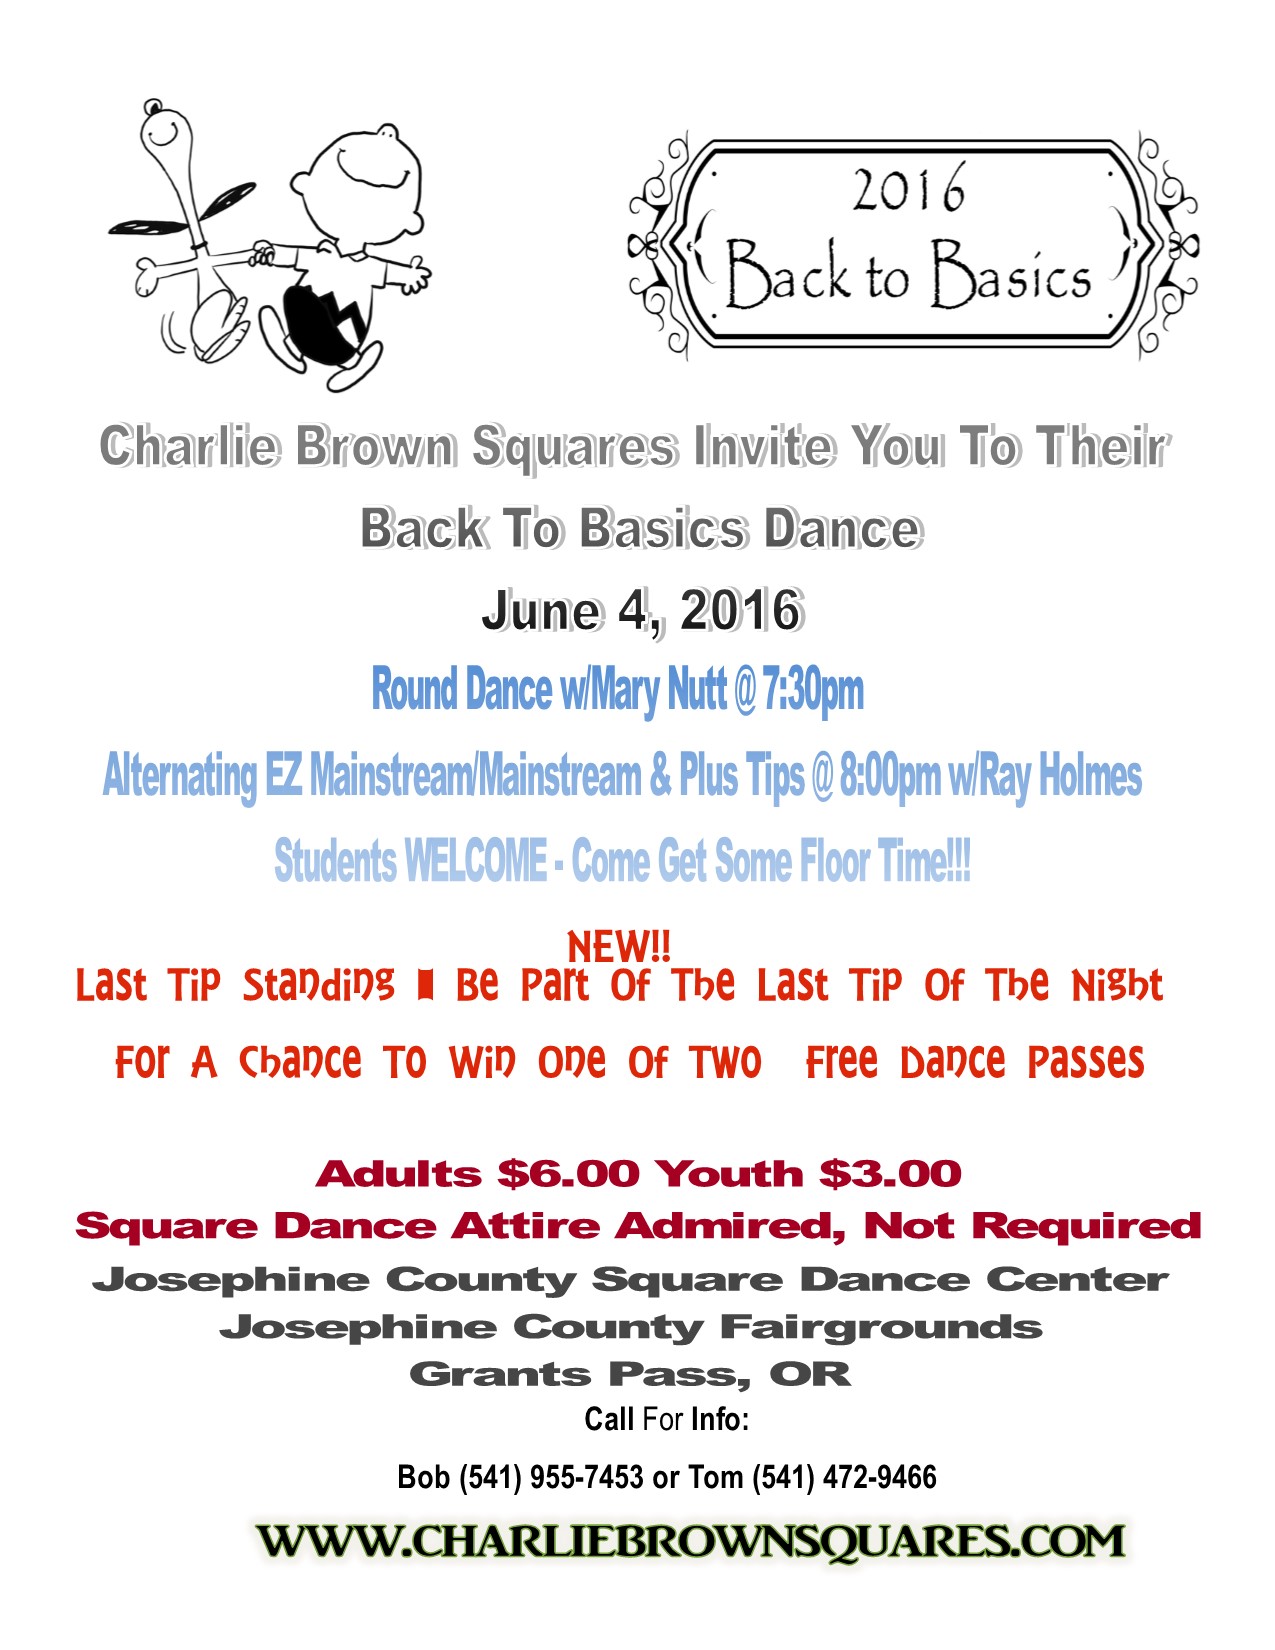 2016
Back to Basics
Charlie Brown Squares Invite You To Their
Back To Basics Dance
June 4, 2016
Round Dance w/Mary Nutt @ 7:30pm
Alternating EZ Mainstream/Mainstream & Plus Tips @ 8:00pm w/Ray Holmes
Students WELCOME - Come Get Some Floor Time!!!
NEW!!
Last Tip Standing ▮ Be Part Of The Last Tip Of The Night
For A Chance To Win One Of Two Free Dance Passes
Adults $6.00 Youth $3.00
Square Dance Attire Admired, Not Required
Josephine County Square Dance Center
Josephine County Fairgrounds
Grants Pass, OR
Call For Info:
Bob (541) 955-7453 or Tom (541) 472-9466
WWW.CHARLIEBROWNSQUARES.COM